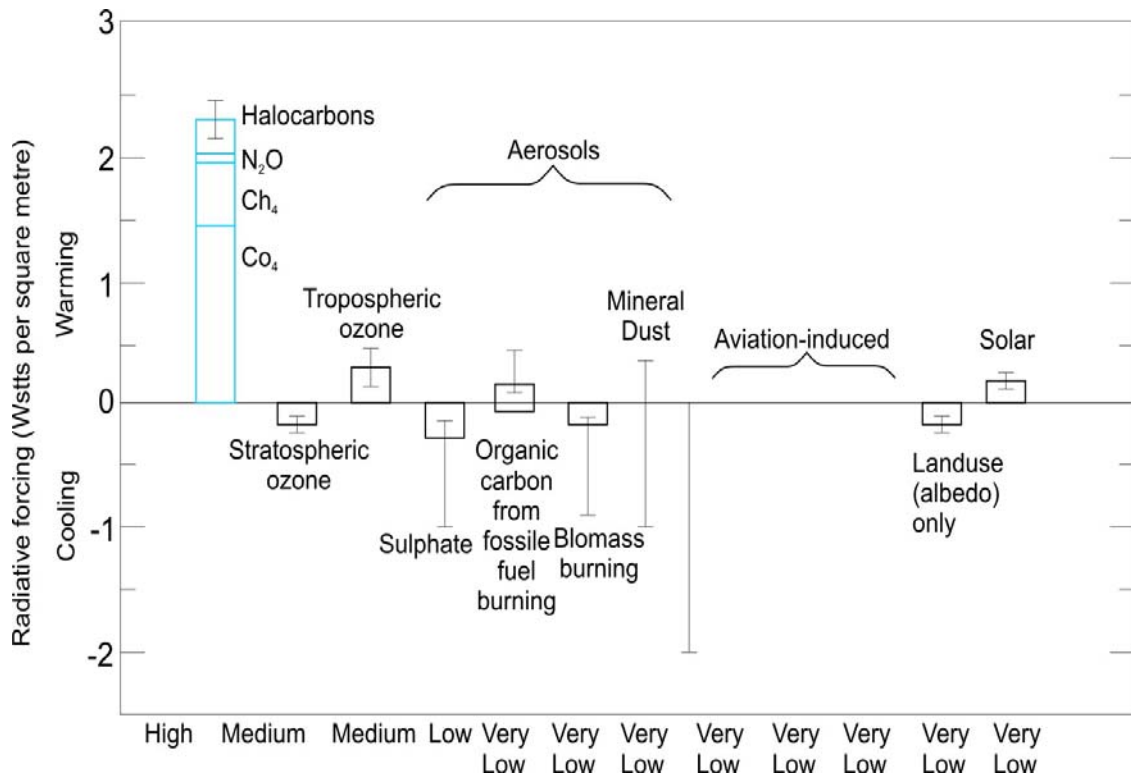 Radiative forcing (Wstts per square metre)
Cooling Warming
3
2
1
0
-1
-2
Halocarbons
N₂O
Ch₄
Co₄
Aerosols
Tropospheric
ozone
Stratospheric
ozone
Sulphate
Organic
carbon
from
fossile
fuel
burning
Blomass
burning
Mineral
Dust
Aviation-induced
Landuse
(albedo)
only
Solar
High Medium Medium Low Very Very Very Very Very Very Very Very
Low Low Low Low Low Low Low Low